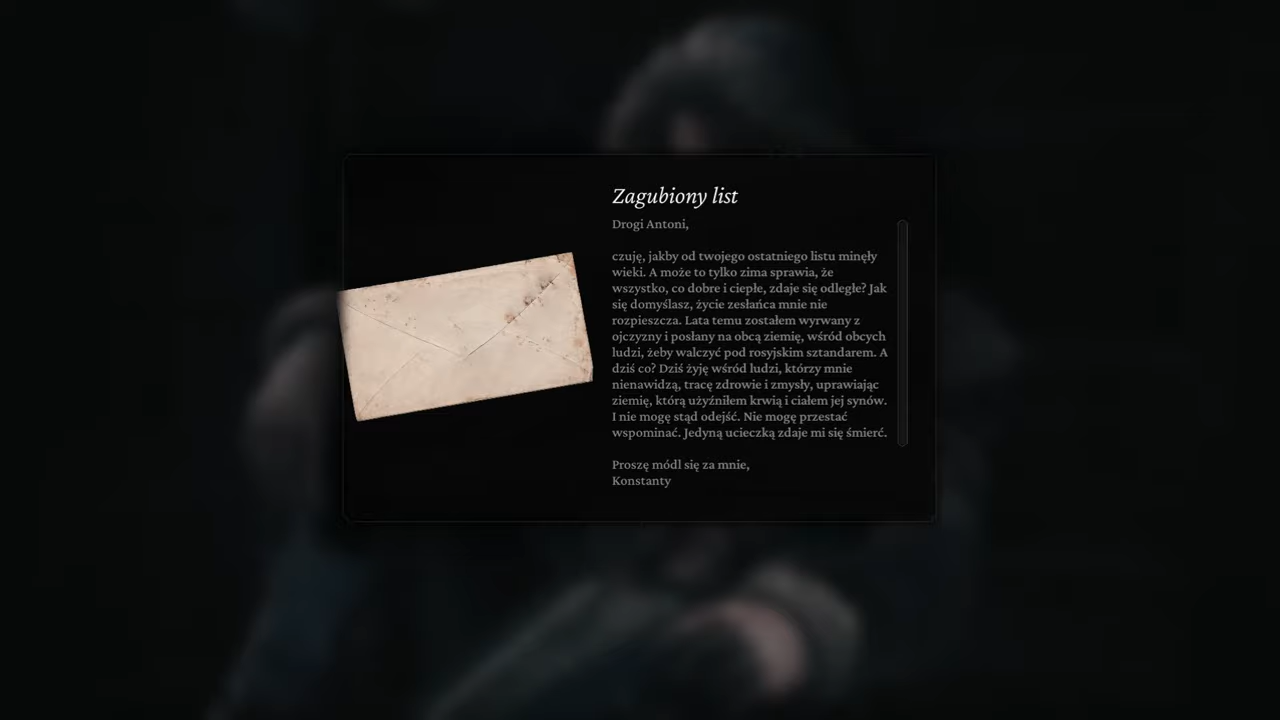 Zagubiony list
Drogi Antoni,
czuję, jakby od twojego ostatniego listu minęły
wieki. A może to tylko zima sprawia, że
wszystko, co dobre i ciepłe, zdaje się odległe? Jak
się domyślasz, życie zesłańca mnie nie
rozpieszcza. Lata temu zostałem wyrwany z
ojczyzny i posłany na obcą ziemię, wśród obcych
ludzi, żeby walczyć pod rosyjskim sztandarem. A
dziś co? Dziś żyję wśród ludzi, którzy mnie
nienawidzą, tracę zdrowie i zmysły, uprawiając
ziemię, którą użyźniłem krwią i ciałem jej synów.
I nie mogę stąd odejść. Nie mogę przestać
wspominać. Jedyną ucieczką zdaje mi się śmierć.
Proszę módl się za mnie,
Konstanty